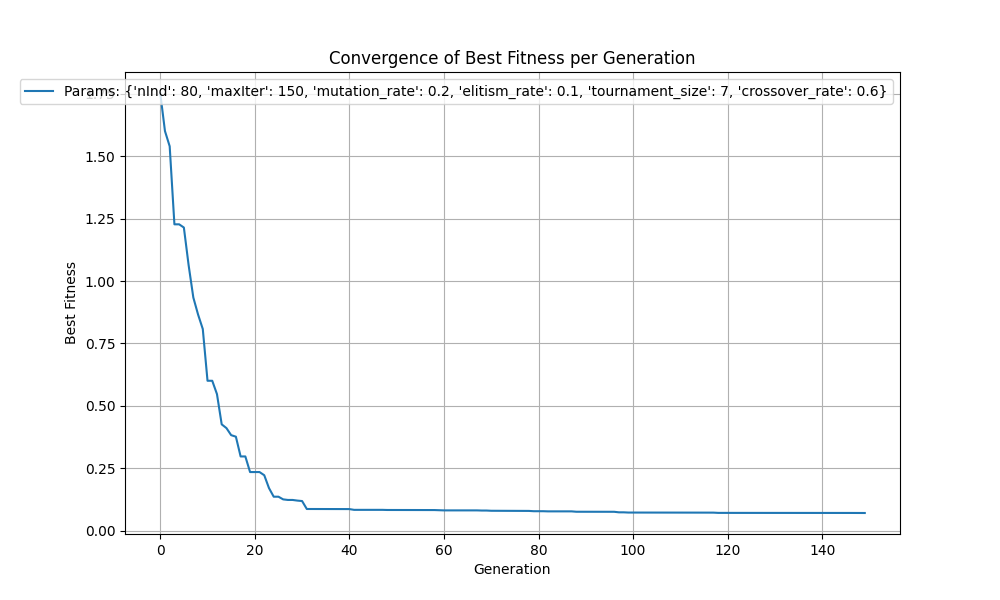 Convergence of Best Fitness per Generation
Params: {'nInd': 80, 'maxIter': 150, 'mutation_rate': 0.2, 'elitism_rate': 0.1, 'tournament_size': 7, 'crossover_rate': 0.6}
1.75
1.50
1.25
1.00
0.75
0.50
0.25
0.00
Best Fitness
0 20 40 60 80 100 120 140
Generation